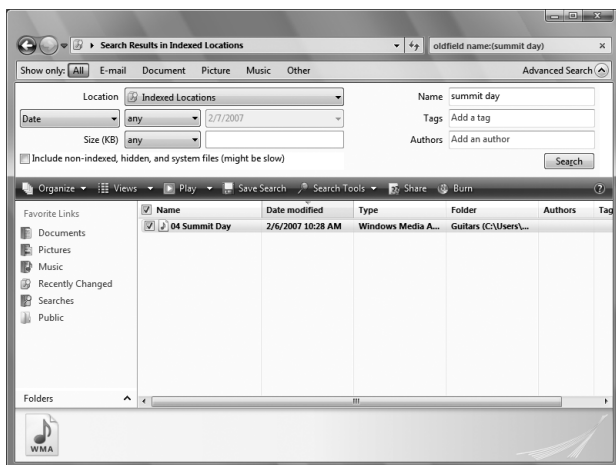 Search Results in Indexed Locations
oldfield name:(summit day)
Show only: All E-mail Document Picture Music Other
Advanced Search
Location Indexed Locations
Name summit day
Date any 2/7/2007
Tags Add a tag
Size (KB) any
Authors Add an author
Include non-indexed, hidden, and system files (might be slow)
Search
Organize Views Play Save Search Search Tools Share Burn
Favorite Links
Documents
Pictures
Music
Recently Changed
Searches
Public
Folders
Name Date modified Type Folder Authors Tag
04 Summit Day 2/6/2007 10:28 AM Windows Media A... Guitars (C:\Users\...
WMA